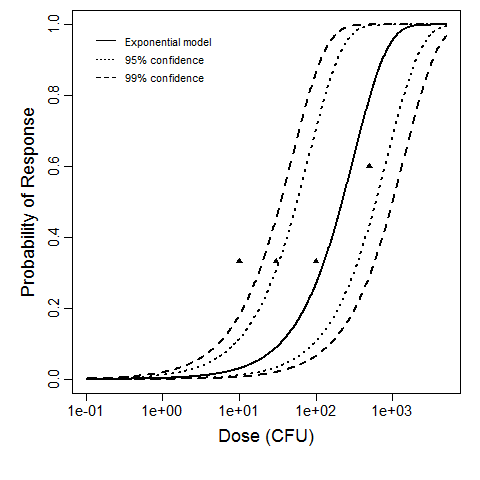 Exponential model
95% confidence
99% confidence
Probability of Response
1.0
0.8
0.6
0.4
0.2
0.0
1e-01 1e+00 1e+01 1e+02 1e+03
Dose (CFU)